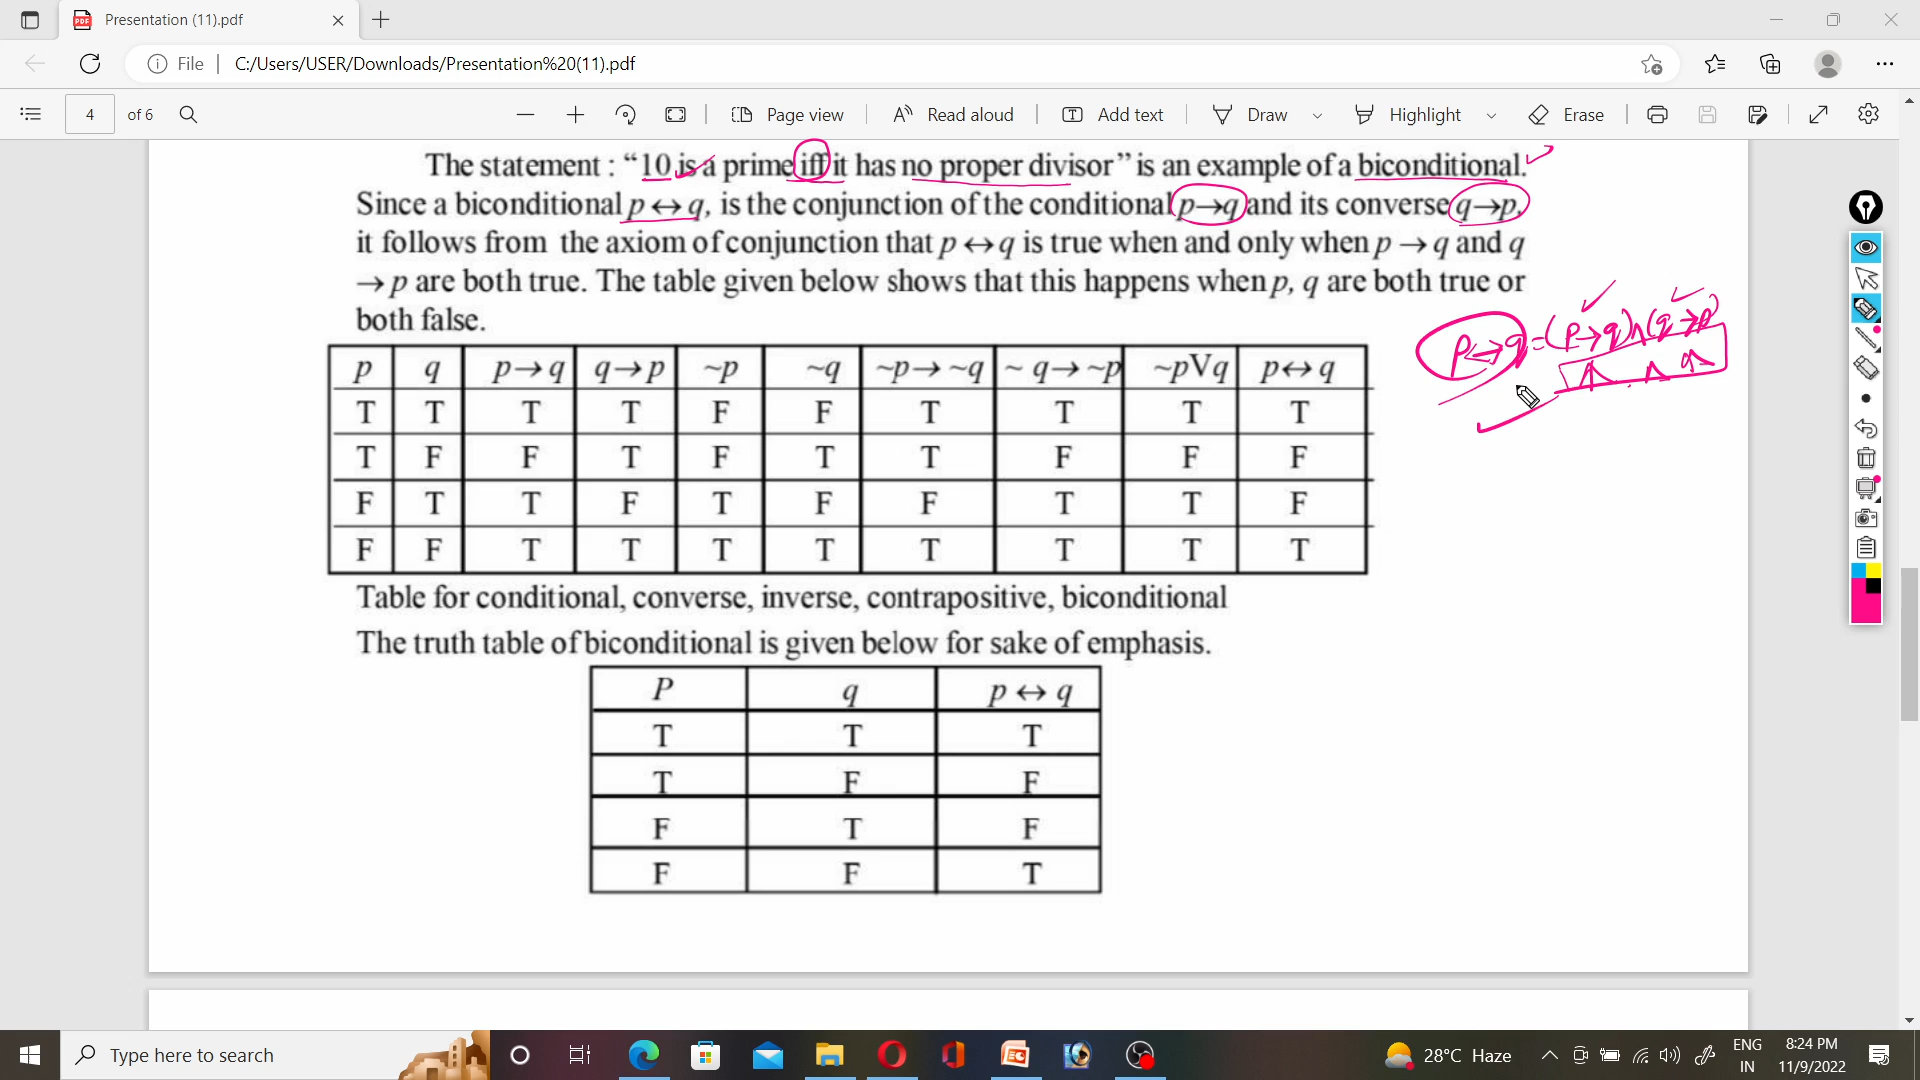 Presentation (11).pdf
File C:/Users/USER/Downloads/Presentation%20(11).pdf
4 of 6 Page view Read aloud Add text Draw Highlight Erase
The statement : “10 is a prime iff it has no proper divisor” is an example of a biconditional.
Since a biconditional p ↔ q, is the conjunction of the conditional p→q and its converse q→p,
it follows from the axiom of conjunction that p ↔ q is true when and only when p → q and q
→ p are both true. The table given below shows that this happens when p, q are both true or
both false.
p↔q=(p→q)∧(q→p)
p q p→q q→p ~p ~q ~p→ ~q ~ q→ ~p ~pVq p↔q
T T T T F F T T T T
T F F T F T T F F F
F T T F T F F T T F
F F T T T T T T T T
Table for conditional, converse, inverse, contrapositive, biconditional
The truth table of biconditional is given below for sake of emphasis.
P q p ↔ q
T T T
T F F
F T F
F F T
Type here to search
28°C Haze
ENG
IN
8:24 PM
11/9/2022